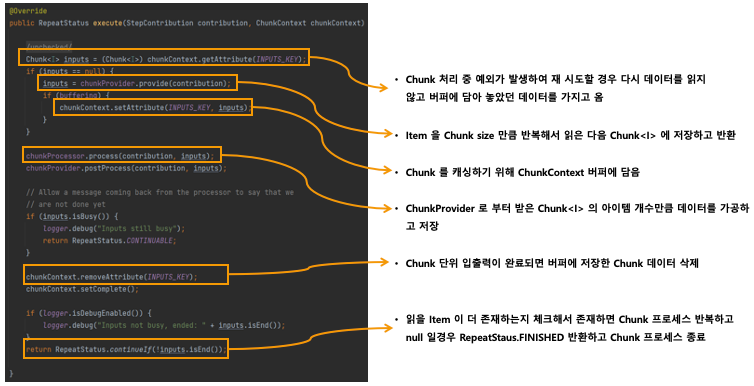 @Override
public RepeatStatus execute(StepContribution contribution, ChunkContext chunkContext)
/unchecked/
Chunk<I> inputs = (Chunk<I>) chunkContext.getAttribute(INPUTS_KEY);
if (inputs == null) {
inputs = chunkProvider.provide(contribution);
if (buffering) {
chunkContext.setAttribute(INPUTS_KEY, inputs);
}
}
chunkProcessor.process(contribution, inputs);
chunkProvider.postProcess(contribution, inputs);
// Allow a message coming back from the processor to say that we
// are not done yet
if (inputs.isBusy()) {
logger.debug("Inputs still busy");
return RepeatStatus.CONTINUABLE;
}
chunkContext.removeAttribute(INPUTS_KEY);
chunkContext.setComplete();
if (logger.isDebugEnabled()) {
logger.debug("Inputs not busy, ended: " + inputs.isEnd());
}
return RepeatStatus.continueIf(!inputs.isEnd());
}
• Chunk 처리 중 예외가 발생하여 재 시도할 경우 다시 데이터를 읽지
않고 버퍼에 담아 놓았던 데이터를 가지고 옴
• Item 을 Chunk size 만큼 반복해서 읽은 다음 Chunk<I> 에 저장하고 반환
• Chunk 를 캐싱하기 위해 ChunkContext 버퍼에 담음
• ChunkProvider 로 부터 받은 Chunk<I> 의 아이템 개수만큼 데이터를 가공하
고 저장
• Chunk 단위 입출력이 완료되면 버퍼에 저장한 Chunk 데이터 삭제
• 읽을 Item 이 더 존재하는지 체크해서 존재하면 Chunk 프로세스 반복하고
null 일경우 RepeatStaus.FINISHED 반환하고 Chunk 프로세스 종료